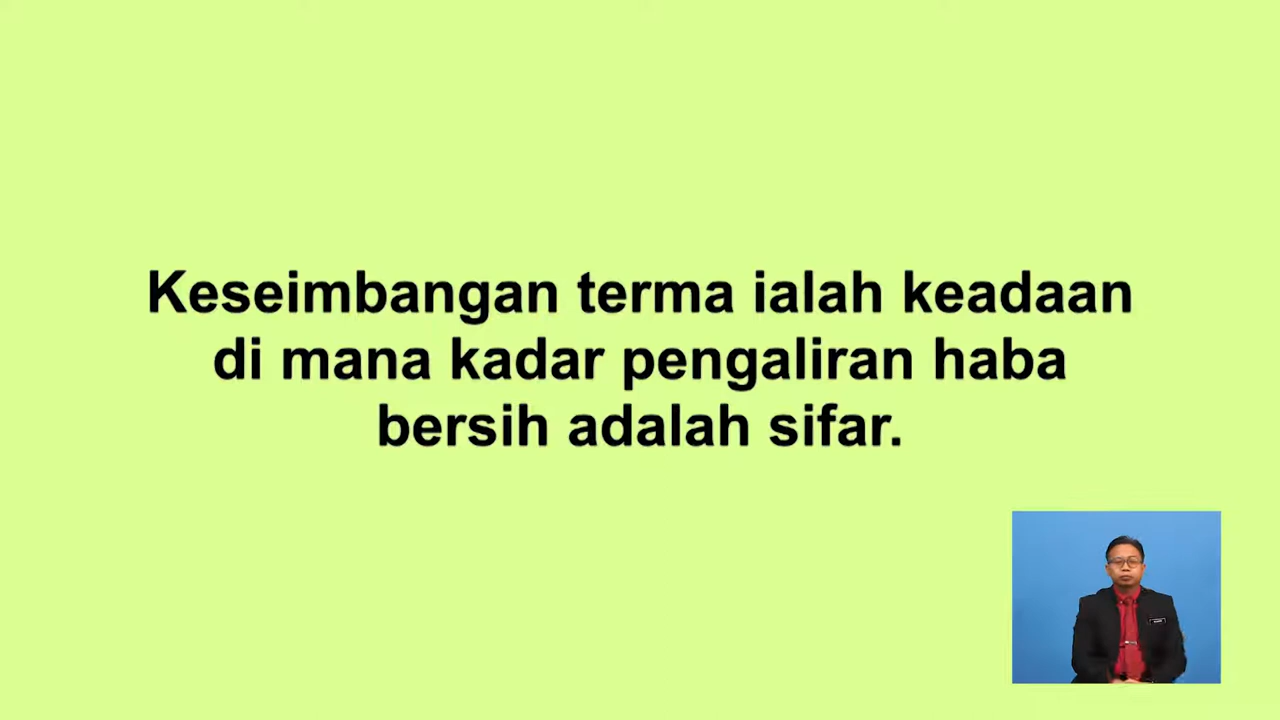 Keseimbangan terma ialah keadaan
di mana kadar pengaliran haba
bersih adalah sifar.